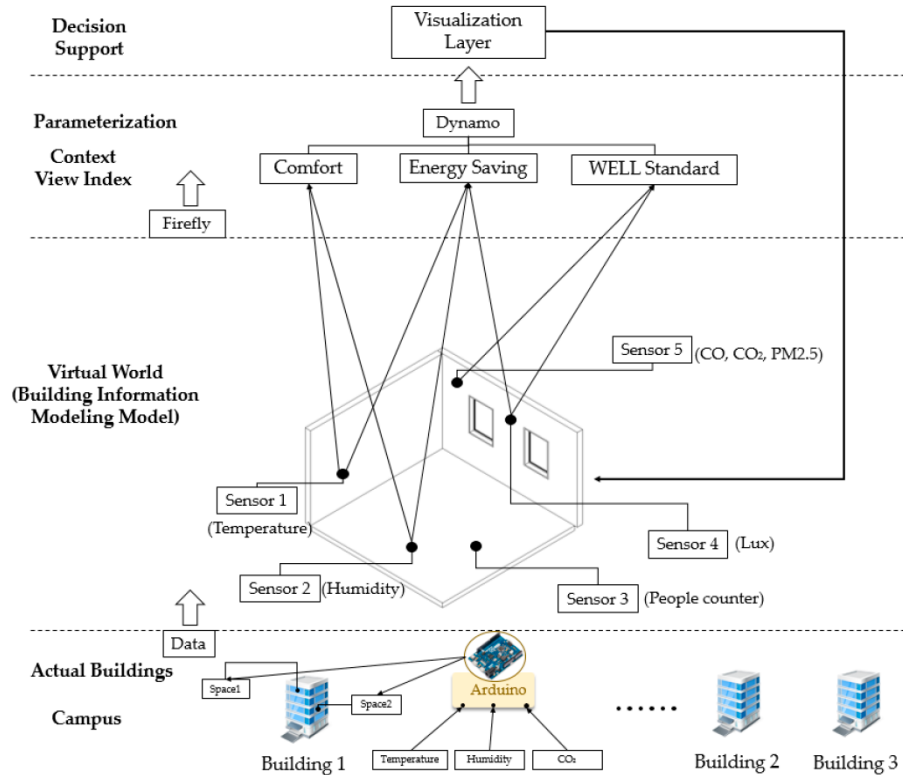 Decision
Support
Visualization
Layer
Parameterization
Dynamo
Context
View Index
Comfort
Energy Saving
WELL Standard
Firefly
Virtual World
(Building Information
Modeling Model)
Sensor 5
(CO, CO₂, PM2.5)
Sensor 1
(Temperature)
Sensor 4
(Lux)
Sensor 2
(Humidity)
Sensor 3
(People counter)
Data
Actual Buildings
Campus
Space1
Space2
Arduino
......
Temperature
Humidity
CO₂
Building 1
Building 2
Building 3